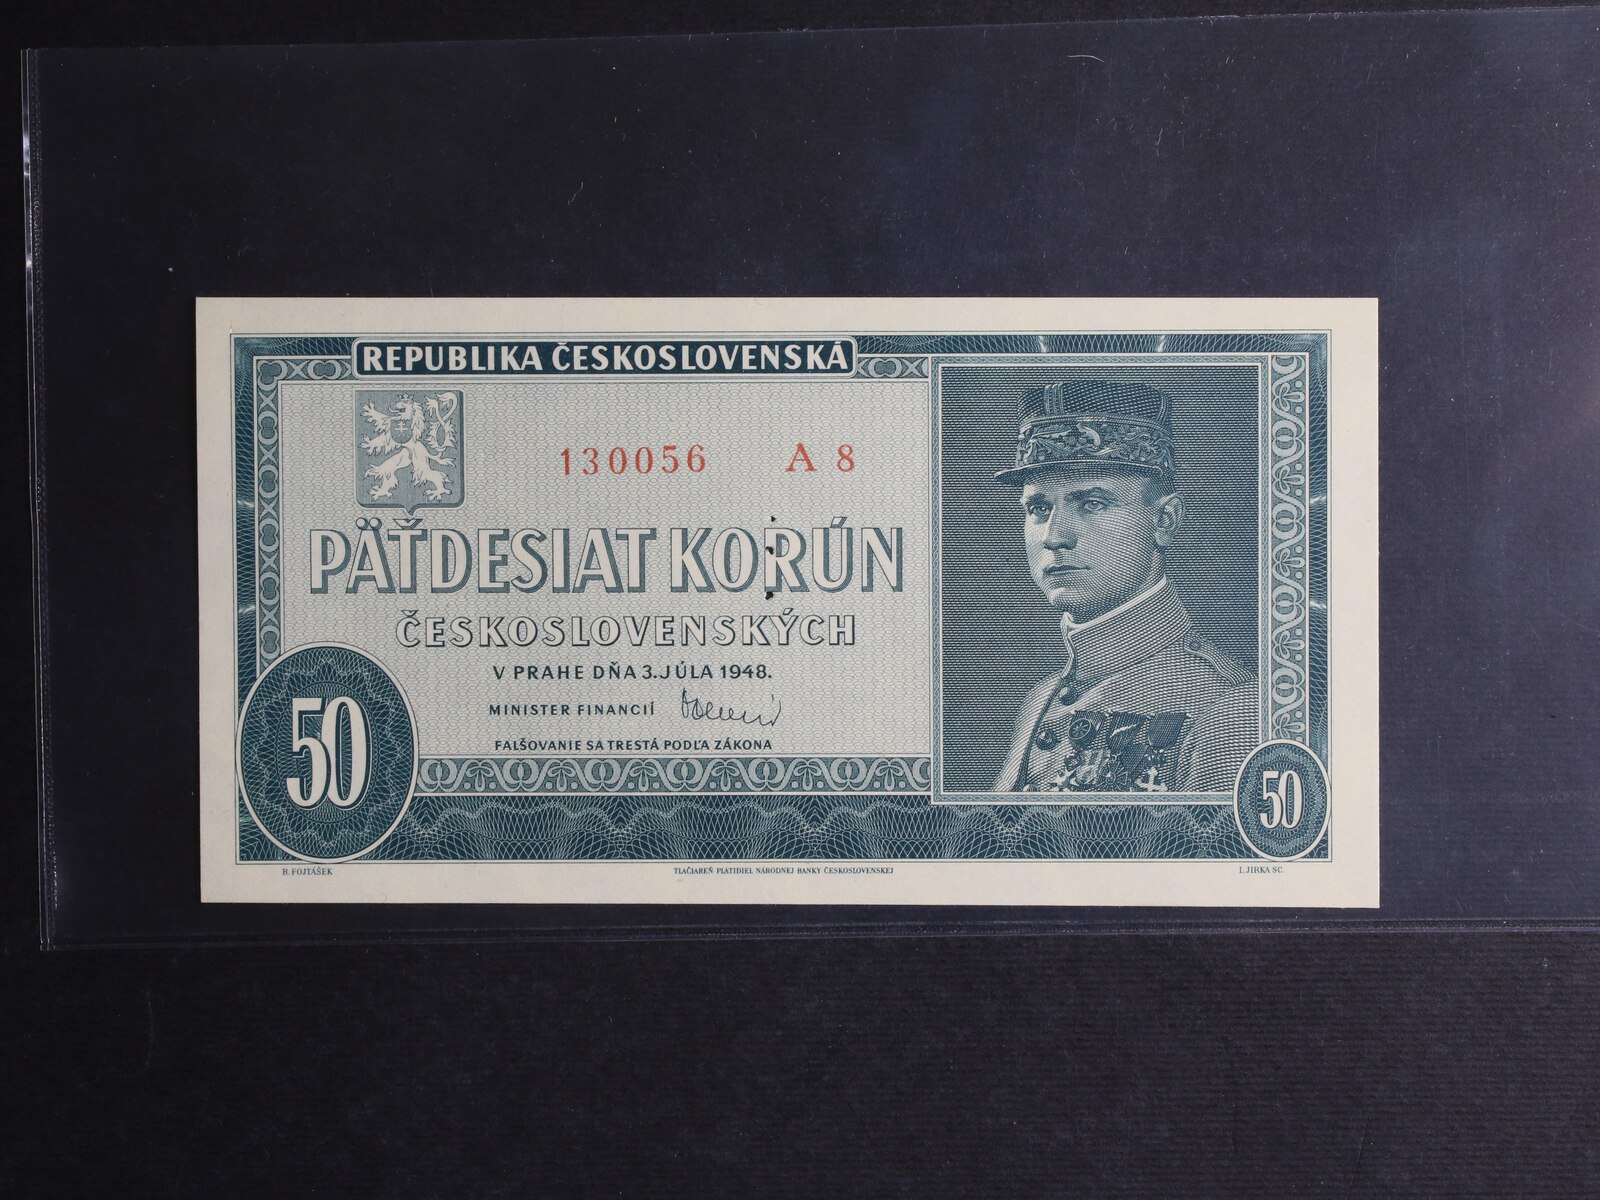 REPUBLIKA ČESKOSLOVENSKÁ
130056 A 8
PÄŤDESIAT KORÚN
ČESKOSLOVENSKÝCH
V PRAHE DŇA 3. JÚLA 1948.
MINISTER FINANCIÍ
FALŠOVANIE SA TRESTÁ PODĽA ZÁKONA
50
50
B. FOJTÁŠEK
TLAČIAREŇ PLATIDIEL NÁRODNEJ BANKY ČESKOSLOVENSKEJ
L. JIRKA SC.